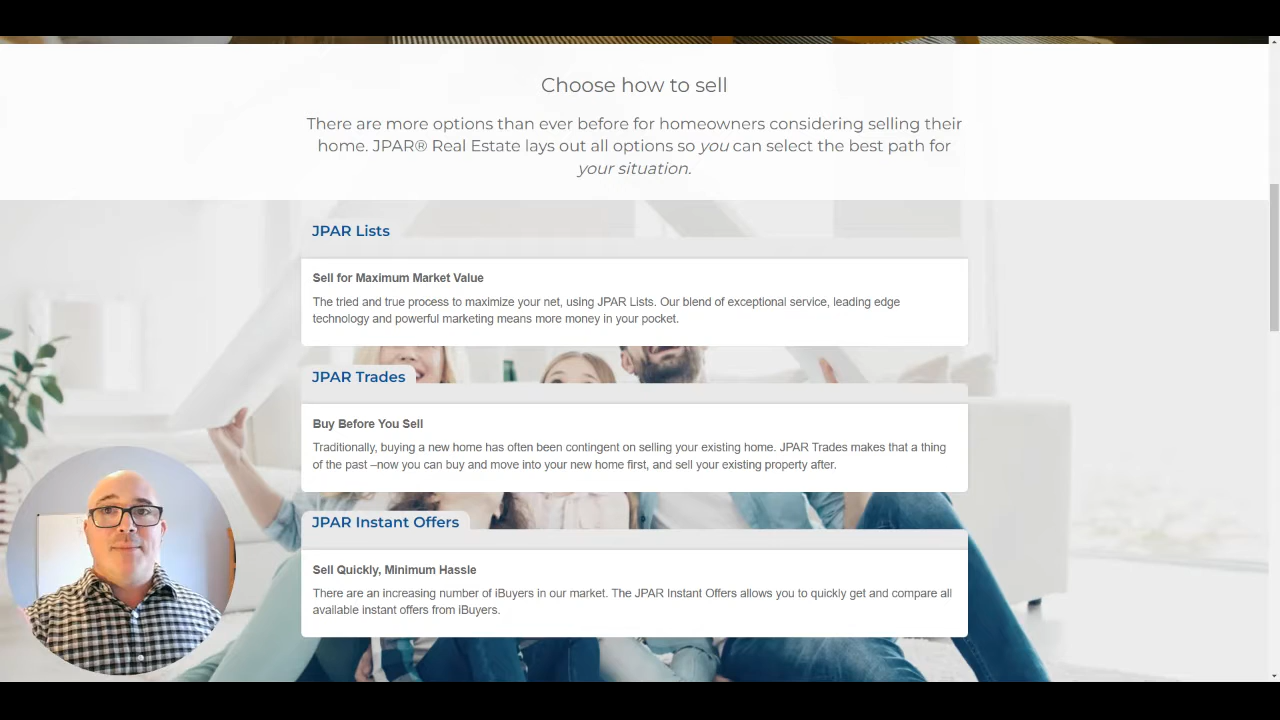 Choose how to sell
There are more options than ever before for homeowners considering selling their
home. JPAR® Real Estate lays out all options so you can select the best path for
your situation.
JPAR Lists
Sell for Maximum Market Value
The tried and true process to maximize your net, using JPAR Lists. Our blend of exceptional service, leading edge
technology and powerful marketing means more money in your pocket.
JPAR Trades
Buy Before You Sell
Traditionally, buying a new home has often been contingent on selling your existing home. JPAR Trades makes that a thing
of the past –now you can buy and move into your new home first, and sell your existing property after.
JPAR Instant Offers
Sell Quickly, Minimum Hassle
There are an increasing number of iBuyers in our market. The JPAR Instant Offers allows you to quickly get and compare all
available instant offers from iBuyers.